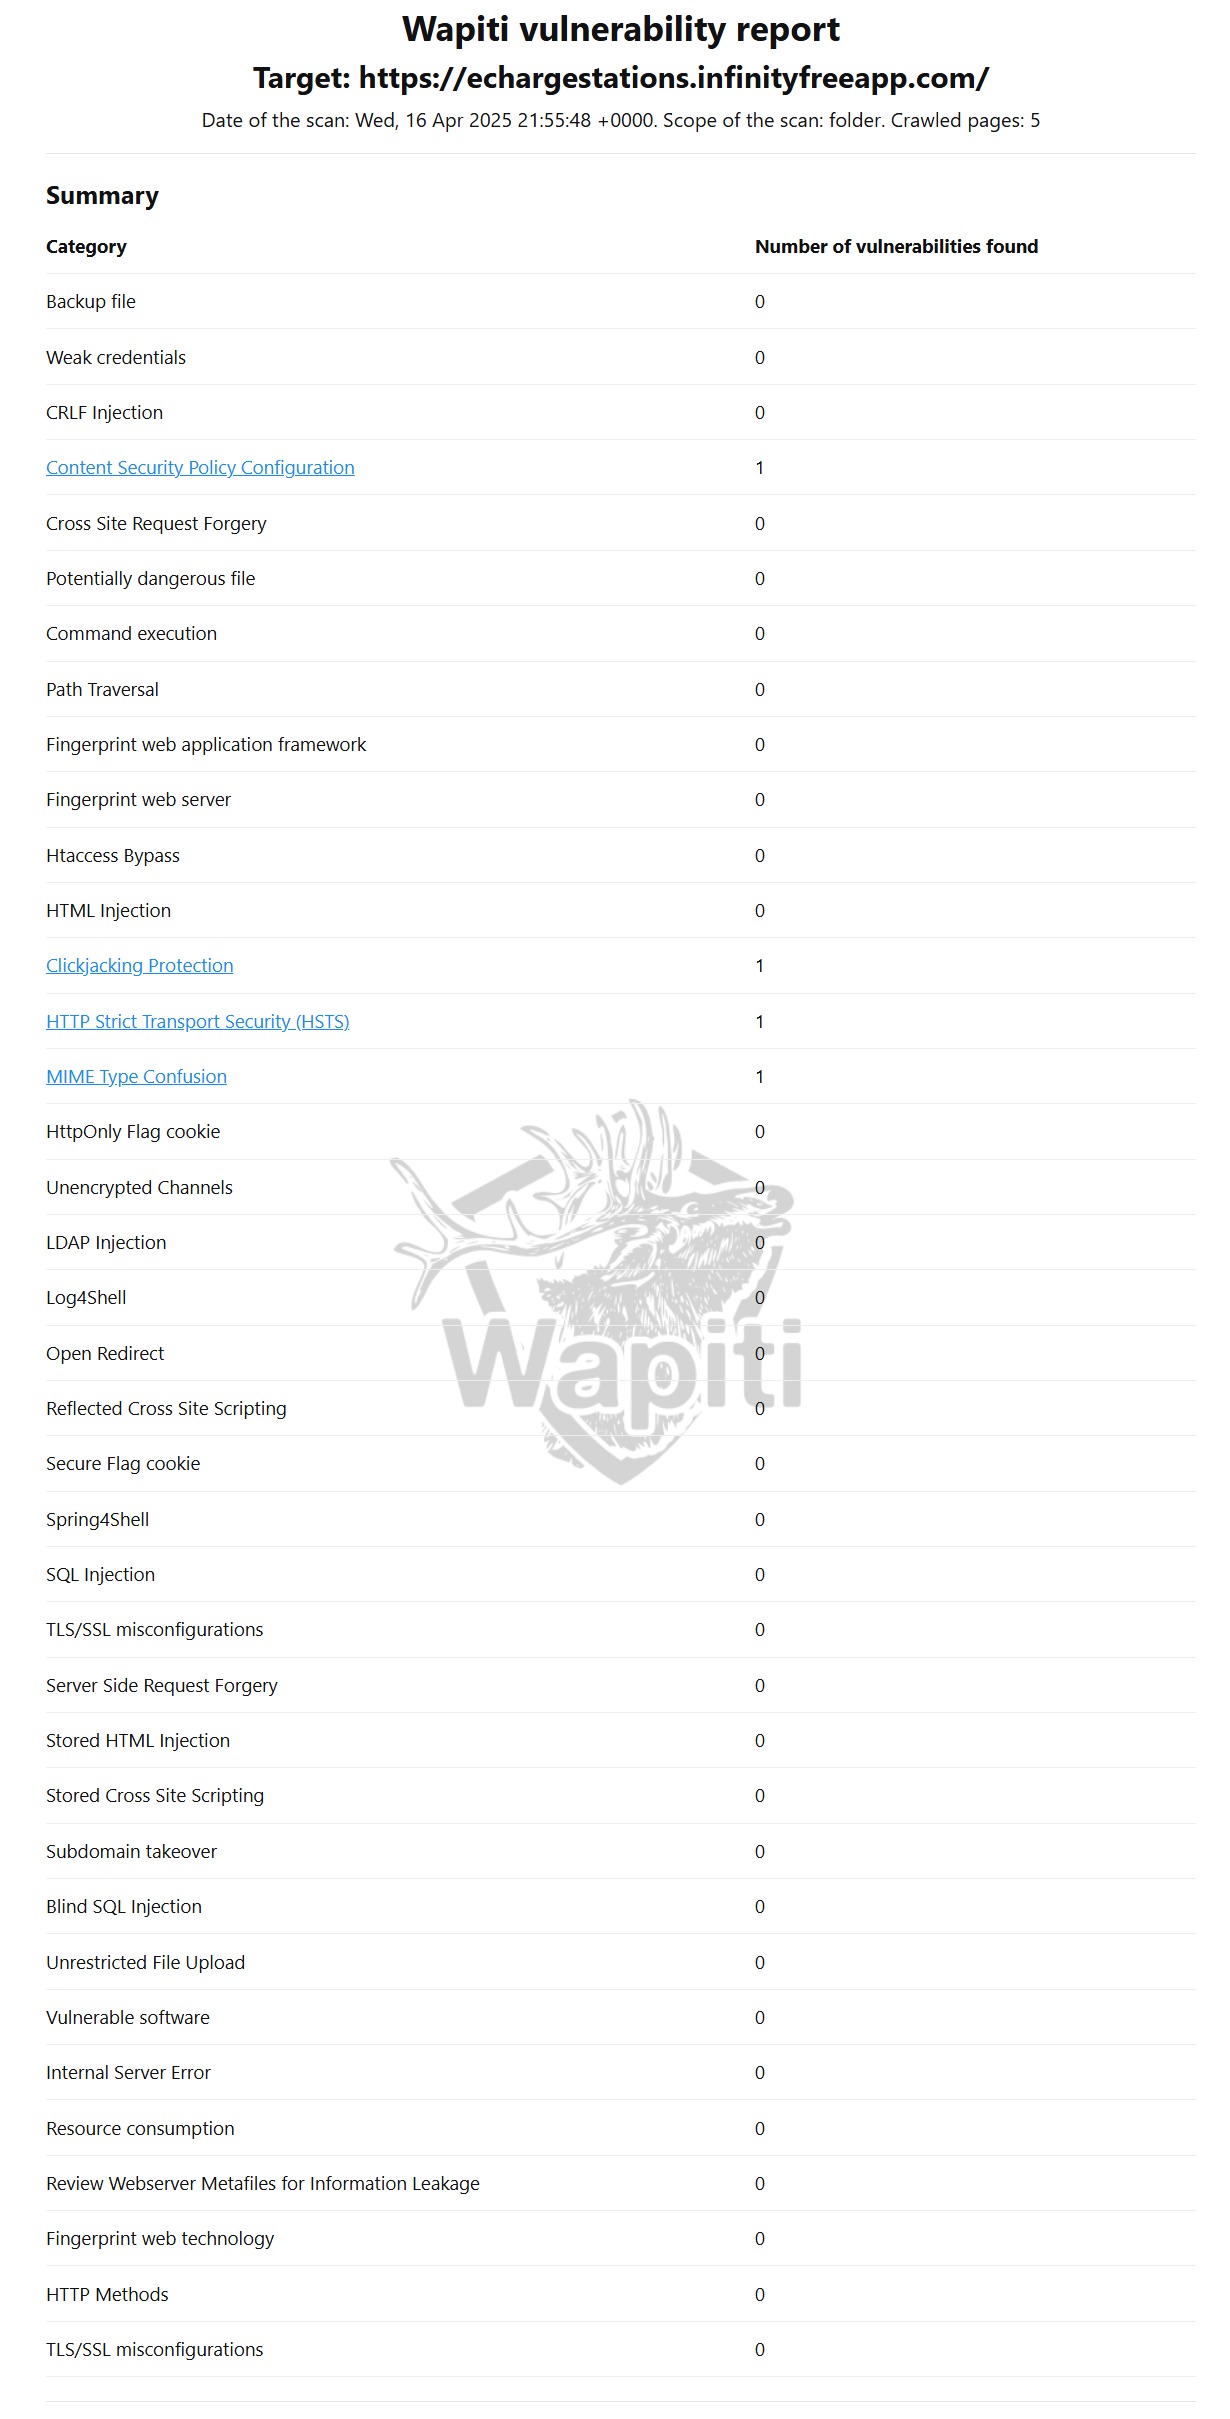 Wapiti vulnerability report
Target: https://echargestations.infinityfreeapp.com/
Date of the scan: Wed, 16 Apr 2025 21:55:48 +0000. Scope of the scan: folder. Crawled pages: 5
Summary
Category Number of vulnerabilities found
Backup file 0
Weak credentials 0
CRLF Injection 0
Content Security Policy Configuration 1
Cross Site Request Forgery 0
Potentially dangerous file 0
Command execution 0
Path Traversal 0
Fingerprint web application framework 0
Fingerprint web server 0
Htaccess Bypass 0
HTML Injection 0
Clickjacking Protection 1
HTTP Strict Transport Security (HSTS) 1
MIME Type Confusion 1
HttpOnly Flag cookie 0
Unencrypted Channels 0
LDAP Injection 0
Log4Shell 0
Wapiti
Open Redirect 0
Reflected Cross Site Scripting 0
Secure Flag cookie 0
Spring4Shell 0
SQL Injection 0
TLS/SSL misconfigurations 0
Server Side Request Forgery 0
Stored HTML Injection 0
Stored Cross Site Scripting 0
Subdomain takeover 0
Blind SQL Injection 0
Unrestricted File Upload 0
Vulnerable software 0
Internal Server Error 0
Resource consumption 0
Review Webserver Metafiles for Information Leakage 0
Fingerprint web technology 0
HTTP Methods 0
TLS/SSL misconfigurations 0